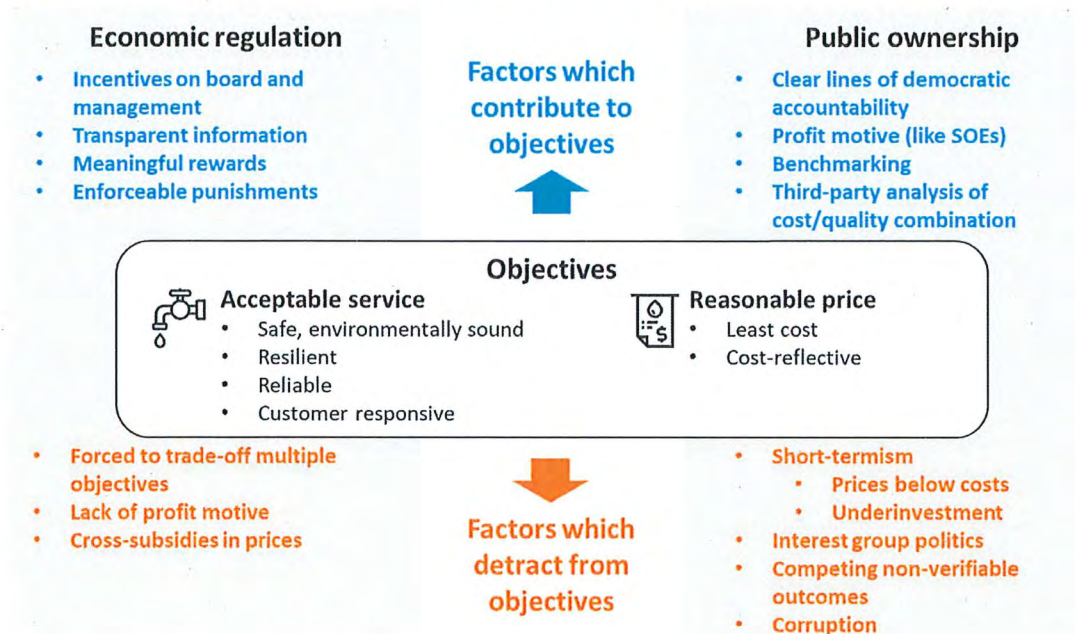 Economic regulation
• Incentives on board and
management
• Transparent information
• Meaningful rewards
• Enforceable punishments
Factors which
contribute to
objectives
Public ownership
• Clear lines of democratic
accountability
• Profit motive (like SOEs)
• Benchmarking
• Third-party analysis of
cost/quality combination
Objectives
Acceptable service
• Safe, environmentally sound
• Resilient
• Reliable
• Customer responsive
$
Reasonable price
• Least cost
• Cost-reflective
• Forced to trade-off multiple
objectives
• Lack of profit motive
• Cross-subsidies in prices
Factors which
detract from
objectives
• Short-termism
• Prices below costs
• Underinvestment
• Interest group politics
• Competing non-verifiable
outcomes
• Corruption